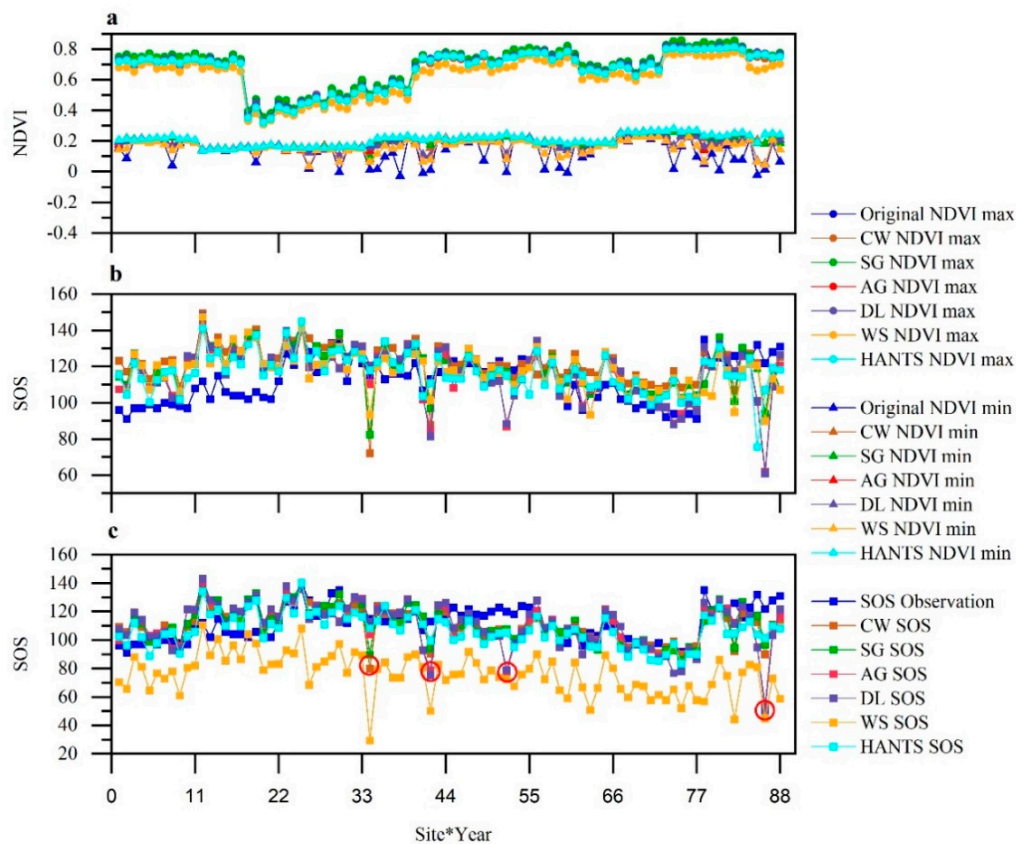 a
0.8
0.6
0.4
0.2
0
-0.2
-0.4
NDVI
b
160
140
120
100
80
60
SOS
c
160
140
120
100
80
60
40
20
SOS
0 11 22 33 44 55 66 77 88
Site*Year
Original NDVI max
CW NDVI max
SG NDVI max
AG NDVI max
DL NDVI max
WS NDVI max
HANTS NDVI max
Original NDVI min
CW NDVI min
SG NDVI min
AG NDVI min
DL NDVI min
WS NDVI min
HANTS NDVI min
SOS Observation
CW SOS
SG SOS
AG SOS
DL SOS
WS SOS
HANTS SOS